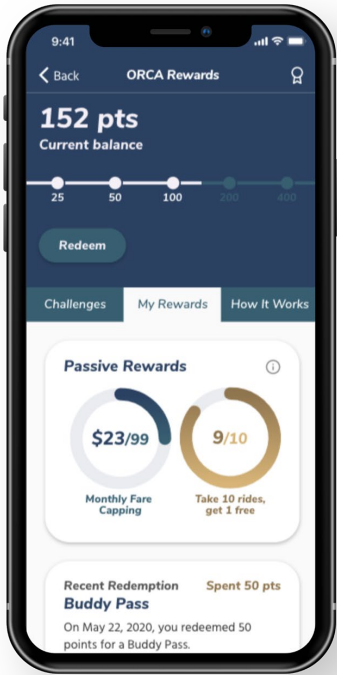 9:41
Back
ORCA Rewards
152 pts
Current balance
25 50 100 200 400
Redeem
Challenges My Rewards How It Works
Passive Rewards
$23/99 9/10
Monthly Fare Take 10 rides,
Capping get 1 free
Recent Redemption Spent 50 pts
Buddy Pass
On May 22, 2020, you redeemed 50
points for a Buddy Pass.